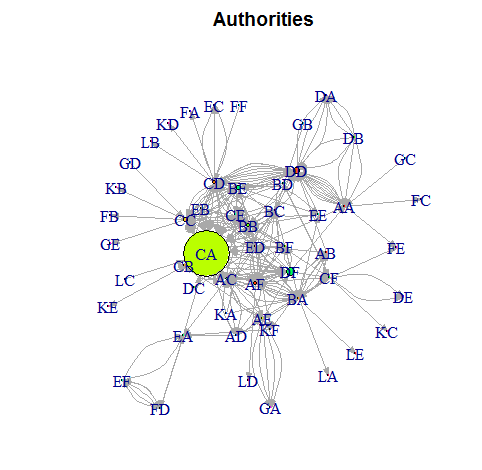 Authorities
DA
FA
EC
FF
KD
GB
DB
LB
GC
GD
DD
CD
BE
BD
KB
FC
AA
EB
CE
BC
EE
FB
CC
BB
GE
ED
BF
AB
FE
CA
CB
DF
CF
LC
AC
AF
DC
BA
DE
KE
KA
AE
KF
KC
EA
AD
LE
LA
EF
LD
FD
GA